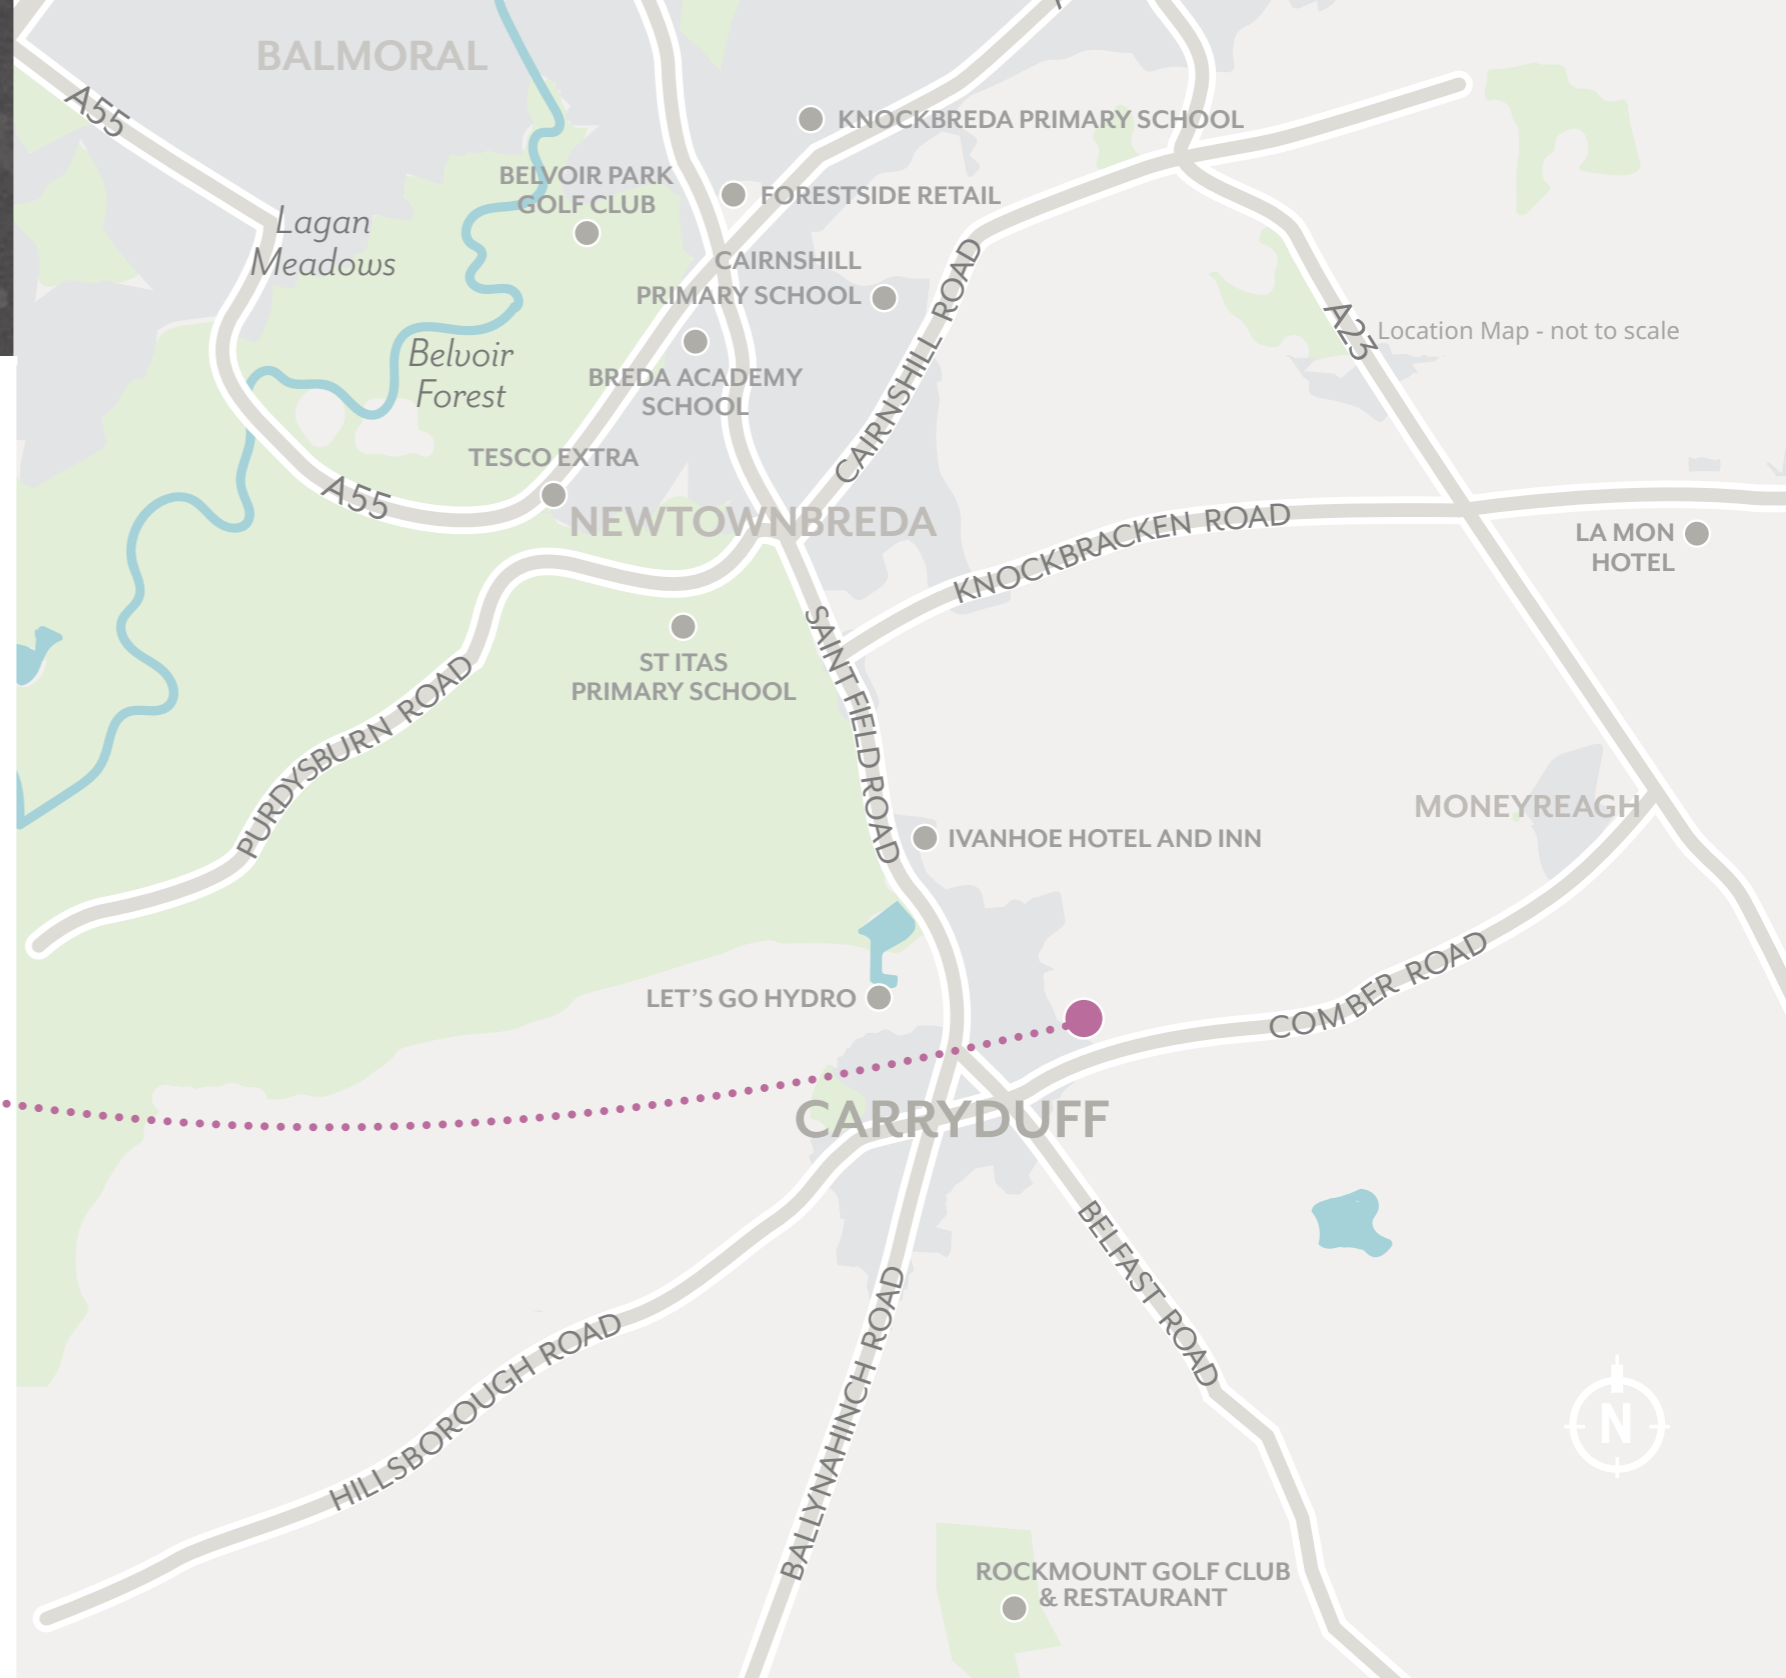 BALMORAL
A55
KNOCKBREDA PRIMARY SCHOOL
BELVOIR PARK
GOLF CLUB
FORESTSIDE RETAIL
Lagan
Meadows
CAIRNSHILL
PRIMARY SCHOOL
CAIRNSHILL ROAD
A23
Location Map - not to scale
Belvoir
Forest
BREDA ACADEMY
SCHOOL
TESCO EXTRA
A55
NEWTOWNBREDA
KNOCKBRACKEN ROAD
LA MON
HOTEL
SAINTFIELD ROAD
ST ITAS
PRIMARY SCHOOL
PURDYSBURN ROAD
MONEYREAGH
IVANHOE HOTEL AND INN
COMBER ROAD
LET'S GO HYDRO
CARRYDUFF
BELFAST ROAD
HILLSBOROUGH ROAD
BALLYNAHINCH ROAD
N
ROCKMOUNT GOLF CLUB
& RESTAURANT